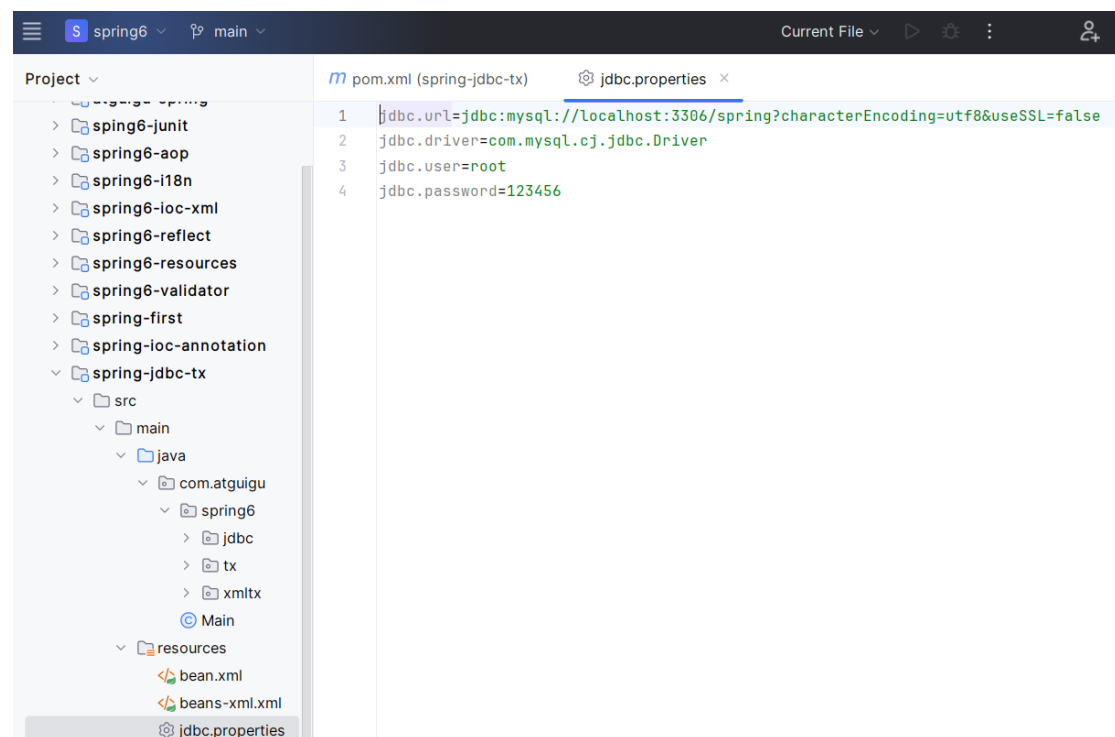 S spring6 main Current File
Project
m pom.xml (spring-jdbc-tx) jdbc.properties
sping6-junit
spring6-aop
spring6-i18n
spring6-ioc-xml
spring6-reflect
spring6-resources
spring6-validator
spring-first
spring-ioc-annotation
spring-jdbc-tx
src
main
java
com.atguigu
spring6
jdbc
tx
xmltx
C Main
resources
bean.xml
beans-xml.xml
jdbc.properties
1 jdbc.url=jdbc:mysql://localhost:3306/spring?characterEncoding=utf8&useSSL=false
2 jdbc.driver=com.mysql.cj.jdbc.Driver
3 jdbc.user=root
4 jdbc.password=123456